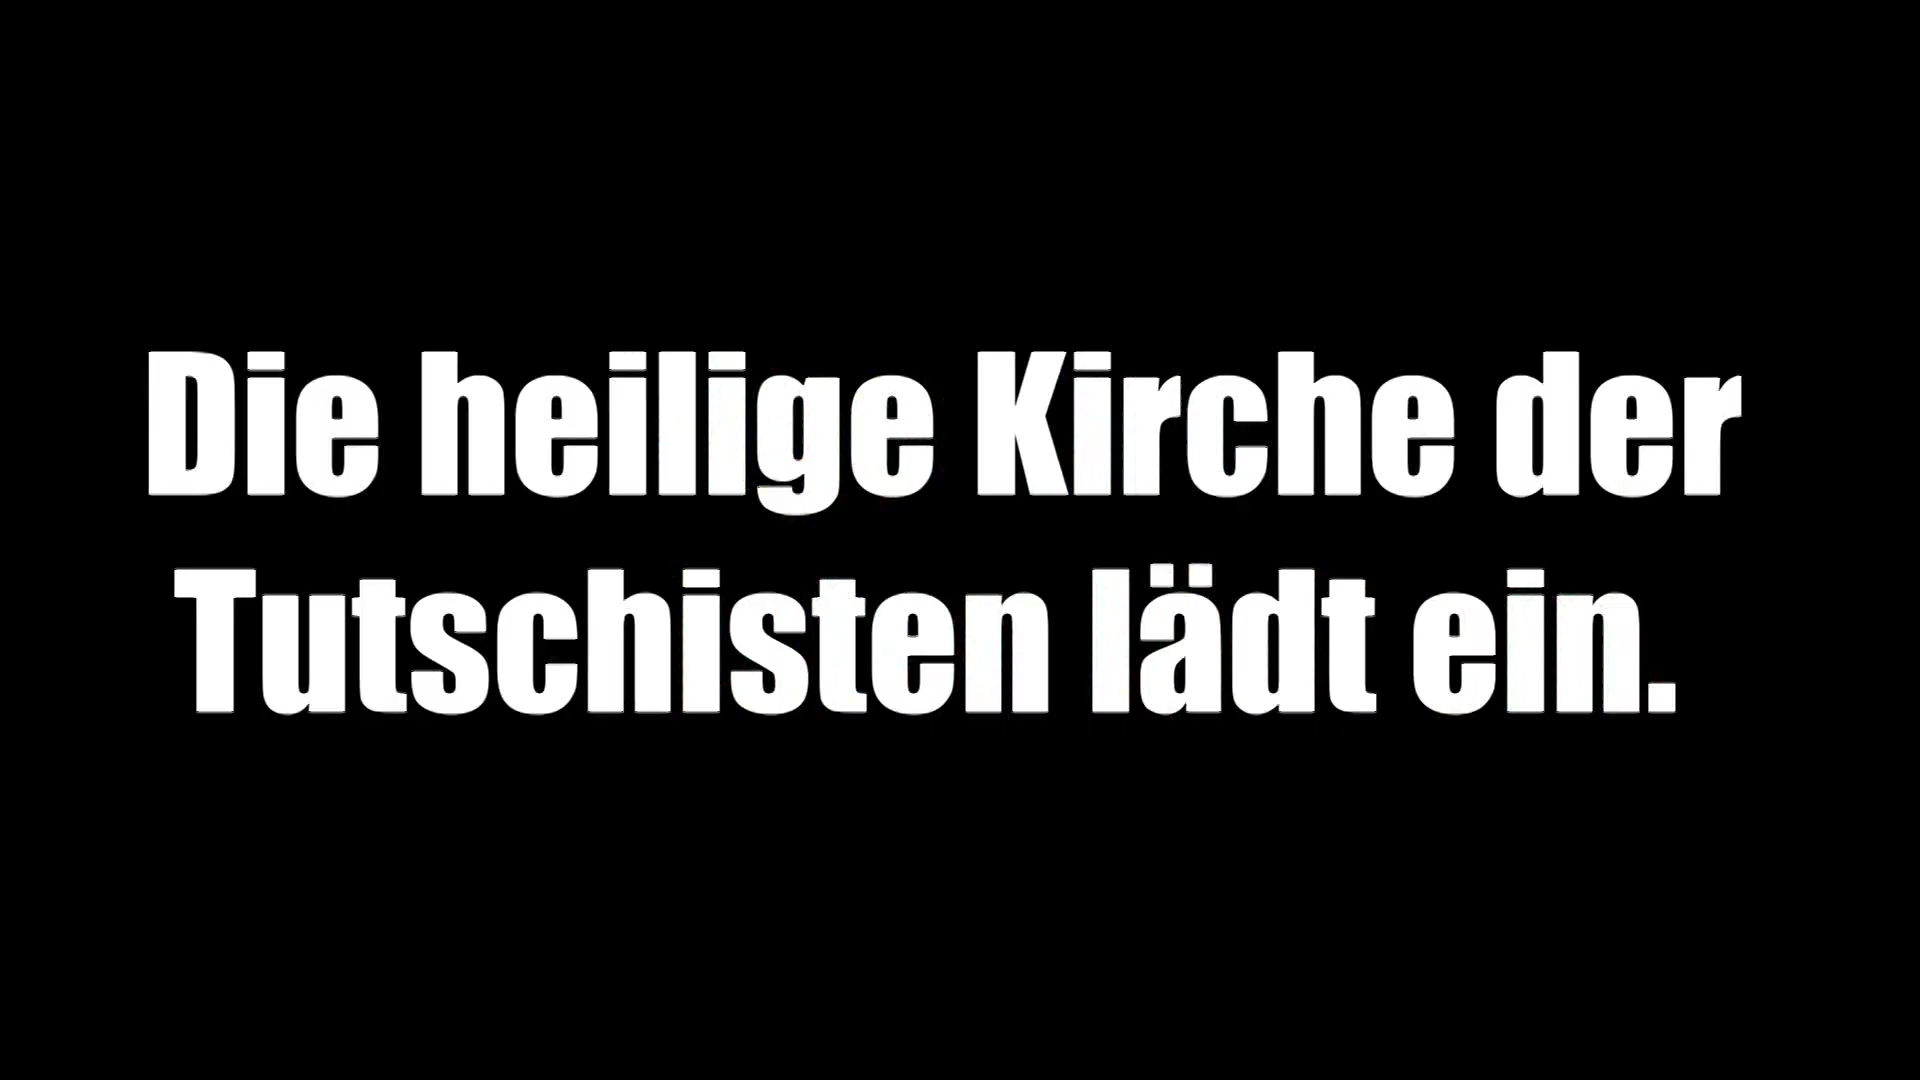 Die heilige Kirche der
Tutschisten lädt ein.